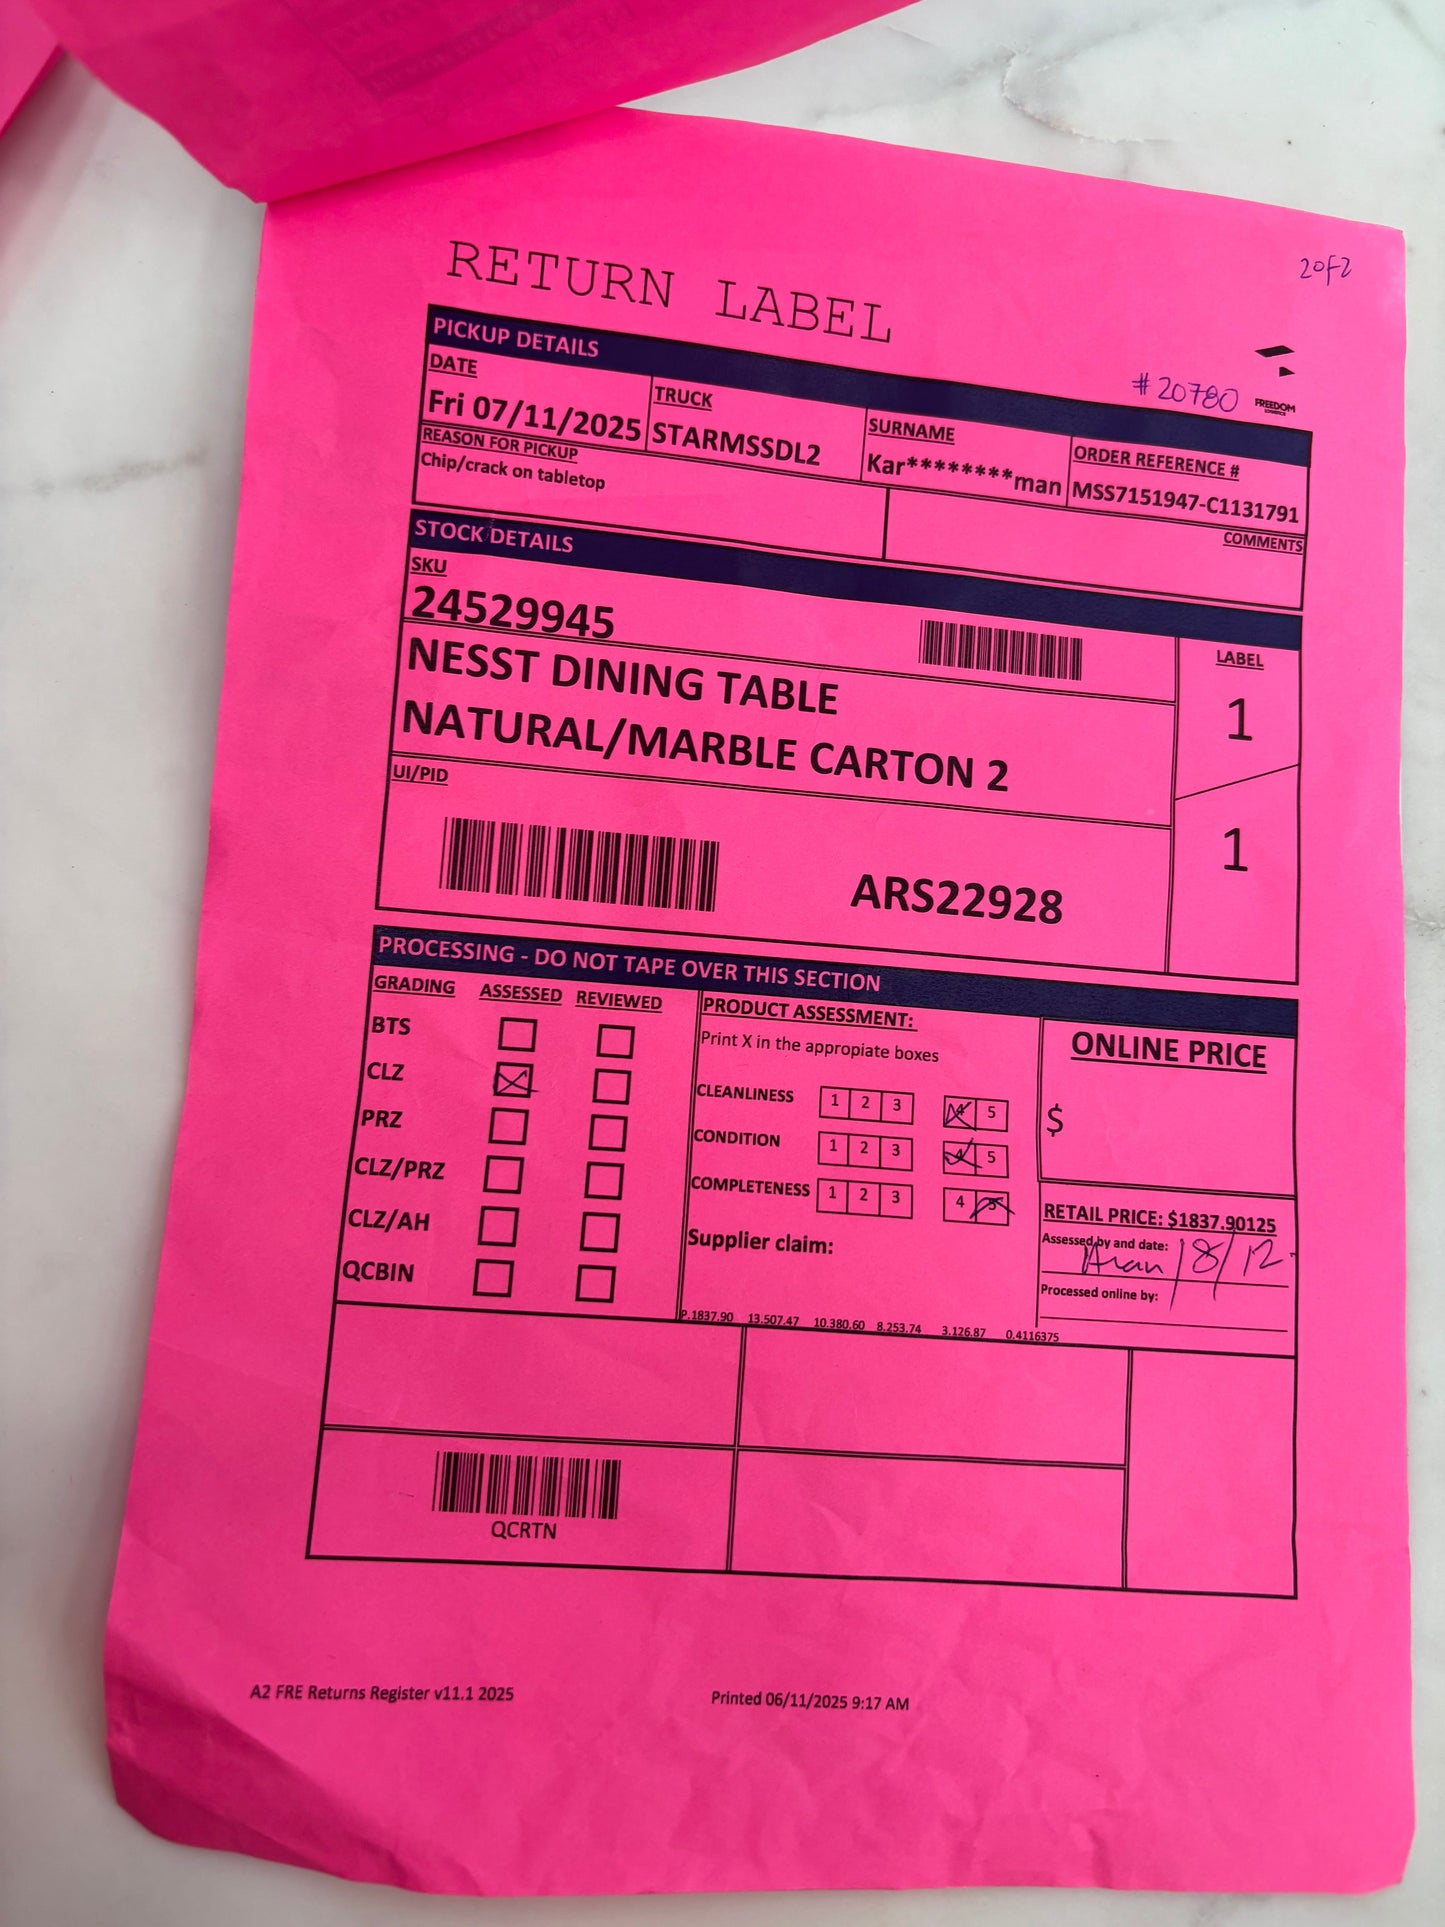 2 of 2
RETURN LABEL
# 20780
FREEDOM
LOGISTICS
PICKUP DETAILS
DATE
Fri 07/11/2025
TRUCK
STARMSSDL2
SURNAME
Kar********man
ORDER REFERENCE #
MSS7151947-C1131791
REASON FOR PICKUP
Chip/crack on tabletop
COMMENTS
STOCK DETAILS
SKU
24529945
NESST DINING TABLE
NATURAL/MARBLE CARTON 2
LABEL
1
1
UI/PID
ARS22928
PROCESSING - DO NOT TAPE OVER THIS SECTION
GRADING ASSESSED REVIEWED
BTS
CLZ
PRZ
CLZ/PRZ
CLZ/AH
QCBIN
PRODUCT ASSESSMENT:
Print X in the appropiate boxes
CLEANLINESS 1 2 3 4 5
CONDITION 1 2 3 4 5
COMPLETENESS 1 2 3 4 5
Supplier claim:
ONLINE PRICE
$
RETAIL PRICE: $1837.90125
Assessed by and date:
18/12
Processed online by:
P.1837.90 13.507.47 10.380.60 8.253.74 3.126.87 0.4116375
QCRTN
A2 FRE Returns Register v11.1 2025
Printed 06/11/2025 9:17 AM